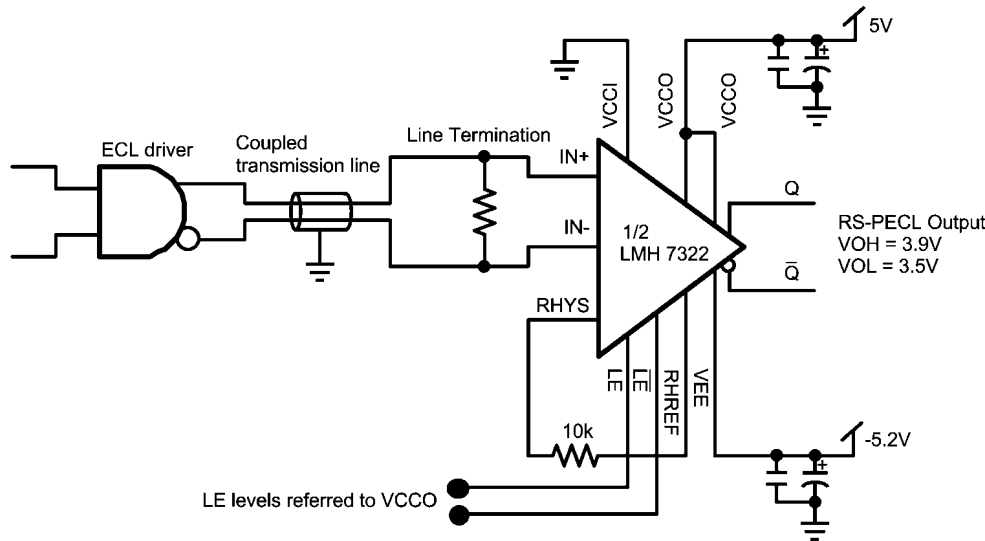 5V
VCCI
VCCO
VCCO
ECL driver
Coupled
transmission line
Line Termination
IN+
IN-
1/2
LMH 7322
Q
Q̅
RS-PECL Output
VOH = 3.9V
VOL = 3.5V
RHYS
LE
L̅E̅
RHREF
VEE
10k
-5.2V
LE levels referred to VCCO
+
+